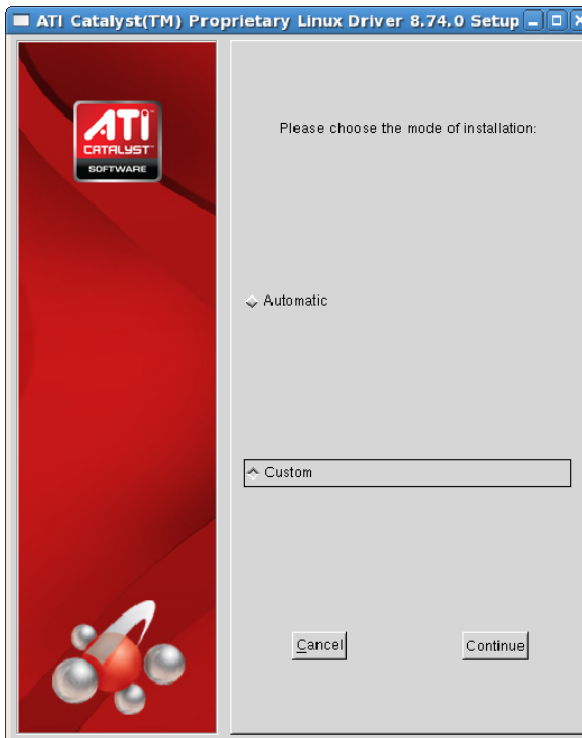 ATI Catalyst(TM) Proprietary Linux Driver 8.74.0 Setup
ATI
CATALYST™
SOFTWARE
Please choose the mode of installation:
Automatic
Custom
Cancel
Continue